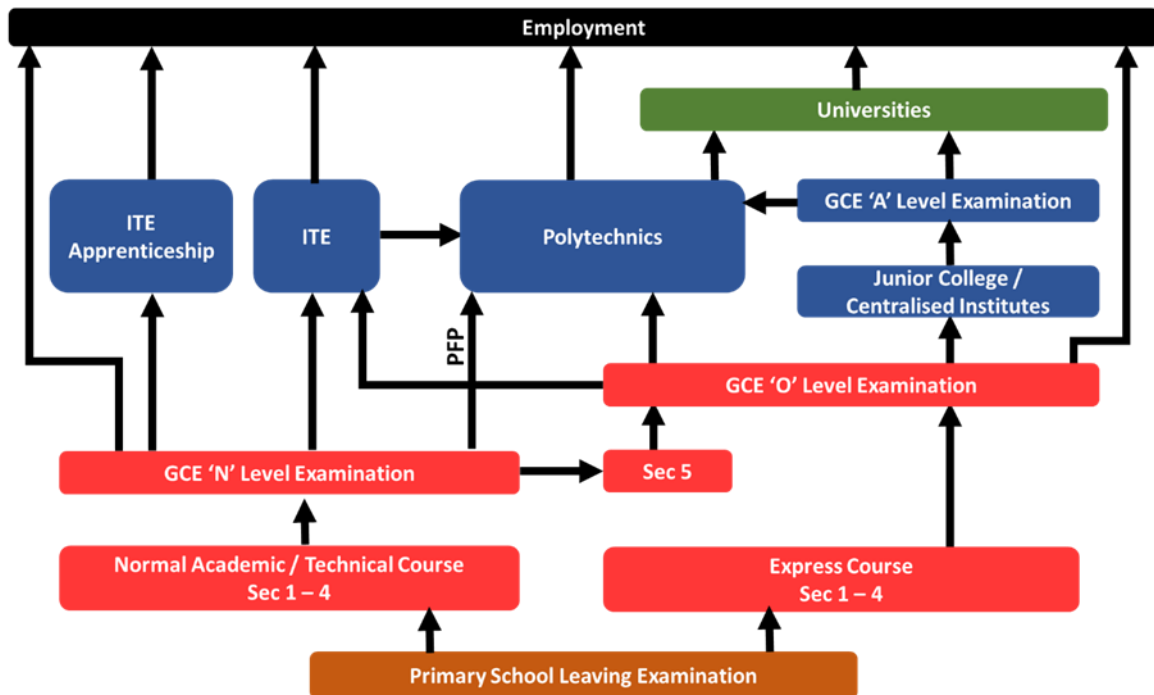 Employment
Universities
ITE
Apprenticeship
ITE
Polytechnics
GCE ‘A’ Level Examination
Junior College /
Centralised Institutes
PFP
GCE ‘O’ Level Examination
GCE ‘N’ Level Examination
Sec 5
Normal Academic / Technical Course
Sec 1 – 4
Express Course
Sec 1 – 4
Primary School Leaving Examination